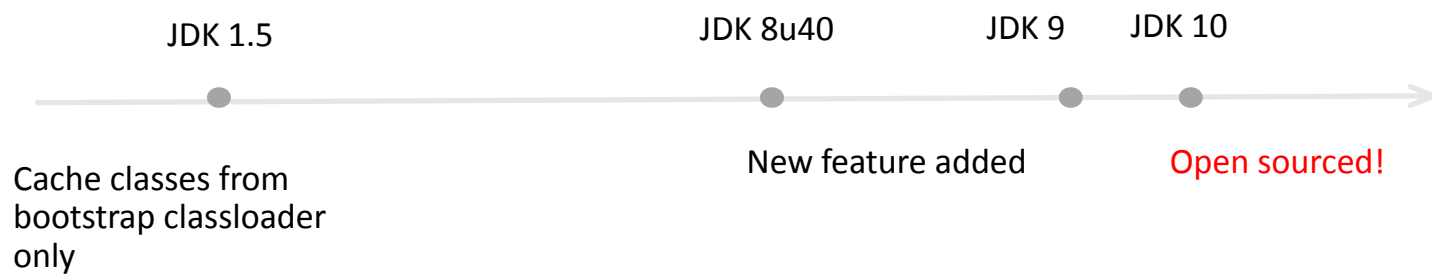 JDK 1.5
JDK 8u40
JDK 9
JDK 10
Cache classes from
bootstrap classloader
only
New feature added
Open sourced!